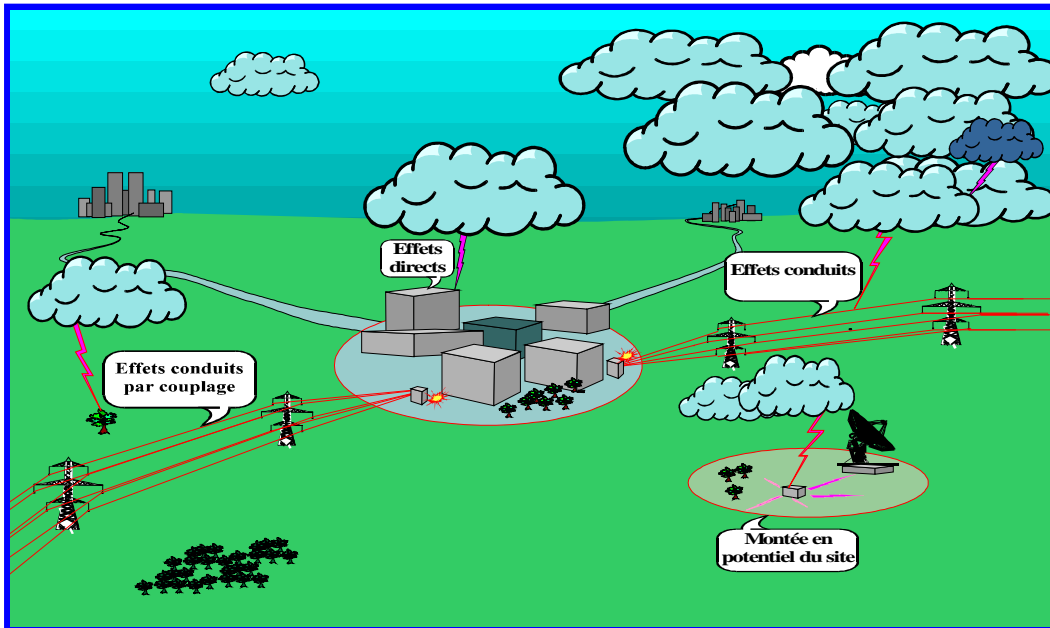 Effets
directs
Effets conduits
Effets conduits
par couplage
Montée en
potentiel du site